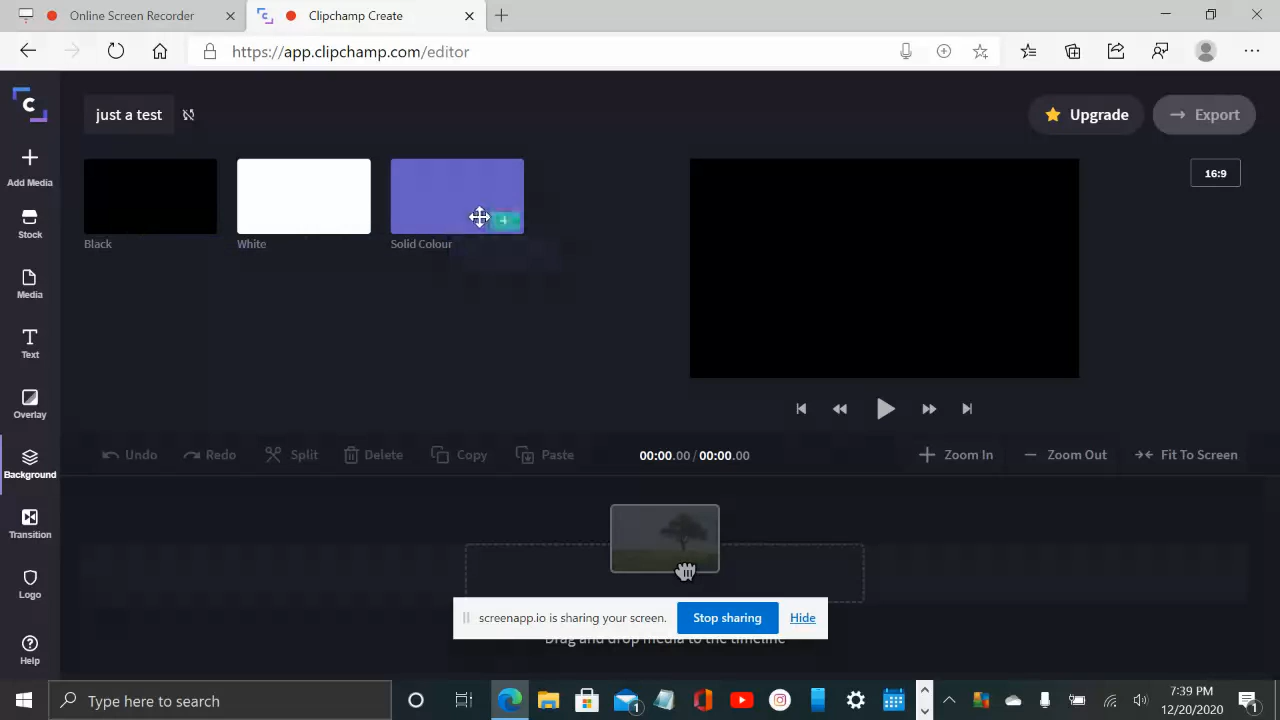 Online Screen Recorder
Clipchamp Create
https://app.clipchamp.com/editor
just a test
Upgrade
Export
16:9
Add Media
Stock
Media
Text
Overlay
Background
Transition
Logo
Help
Black
White
Solid Colour
Undo
Redo
Split
Delete
Copy
Paste
00:00.00 / 00:00.00
Zoom In
Zoom Out
Fit To Screen
screenapp.io is sharing your screen.
Stop sharing
Hide
Drag and drop media to the timeline
Type here to search
1
7:39 PM
12/20/2020
1